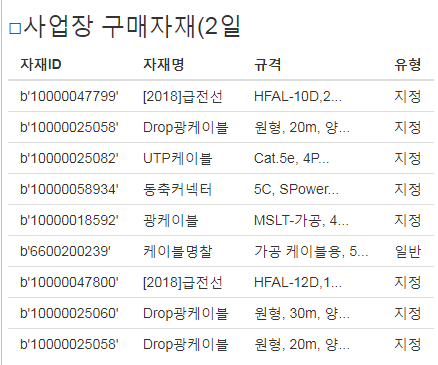 □사업장 구매자재(2일
자재ID 자재명 규격 유형
b'10000047799' [2018]급전선 HFAL-10D,2... 지정
b'10000025058' Drop광케이블 원형, 20m, 양... 지정
b'10000025082' UTP케이블 Cat.5e, 4P... 지정
b'10000058934' 동축커넥터 5C, SPower... 지정
b'10000018592' 광케이블 MSLT-가공, 4... 지정
b'6600200239' 케이블명찰 가공 케이블용, 5... 일반
b'10000047800' [2018]급전선 HFAL-12D,1... 지정
b'10000025060' Drop광케이블 원형, 30m, 양... 지정
b'10000025058' Drop광케이블 원형, 20m, 양... 지정